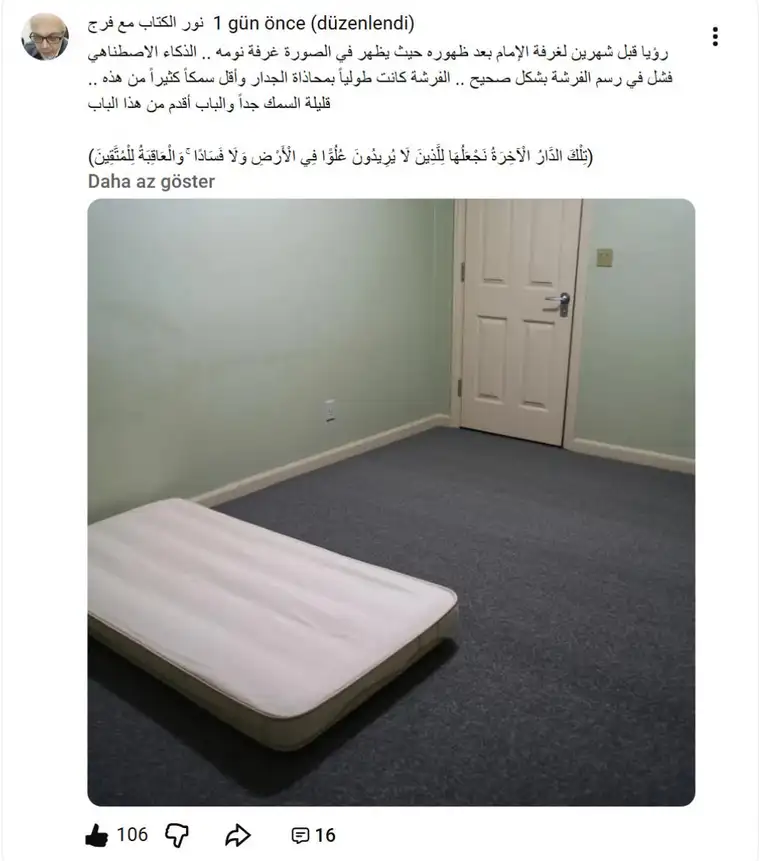 نور الكتاب مع فرج 1 gün önce (düzenlendi)
رؤيا قبل شهرين لغرفة الإمام بعد ظهوره حيث يظهر في الصورة غرفة نومه .. الذكاء الاصطناهي
فشل في رسم الفرشة بشكل صحيح .. الفرشة كانت طولياً بمحاذاة الجدار وأقل سمكاً كثيراً من هذه ..
قليلة السمك جداً والباب أقدم من هذا الباب
(تِلْكَ الدَّارُ الْآخِرَةُ نَجْعَلُهَا لِلَّذِينَ لَا يُرِيدُونَ عُلُوًّا فِي الْأَرْضِ وَلَا فَسَادًا ۚ وَالْعَاقِبَةُ لِلْمُتَّقِينَ)
Daha az göster
106
16